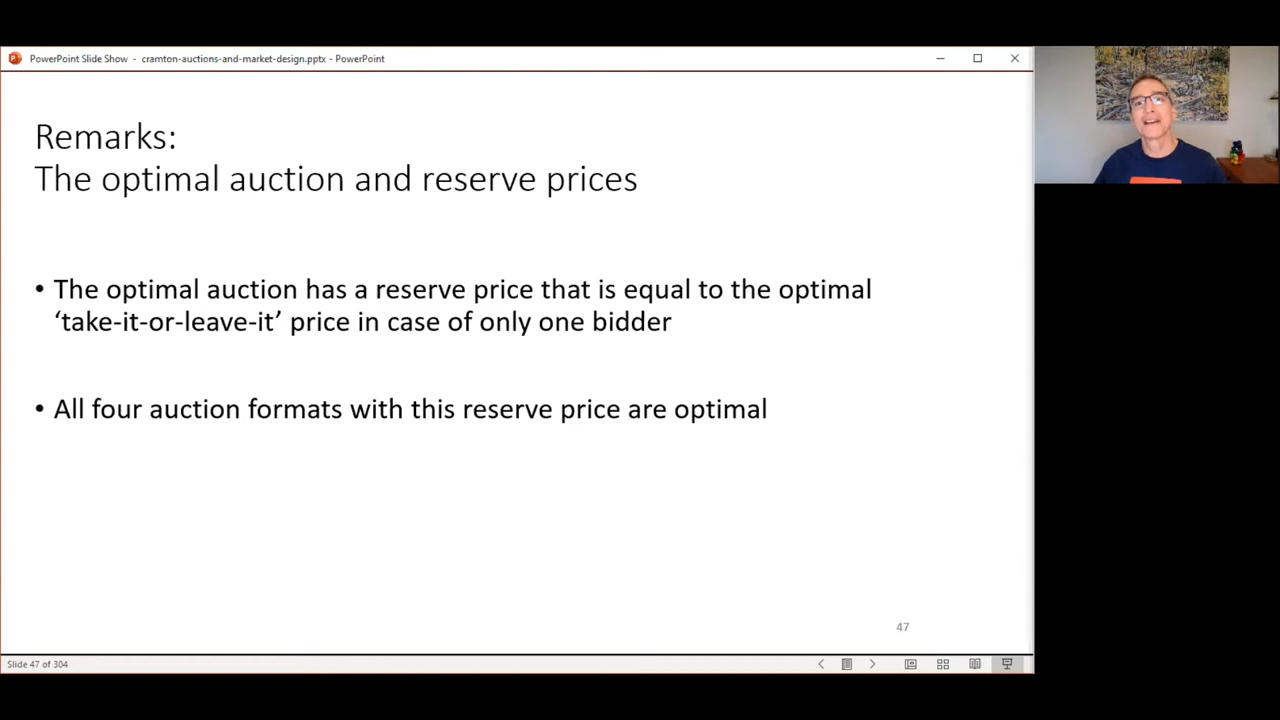 PowerPoint Slide Show - cramton-auctions-and-market-design.pptx - PowerPoint
Remarks:
The optimal auction and reserve prices
• The optimal auction has a reserve price that is equal to the optimal
‘take-it-or-leave-it’ price in case of only one bidder
• All four auction formats with this reserve price are optimal
47
Slide 47 of 304